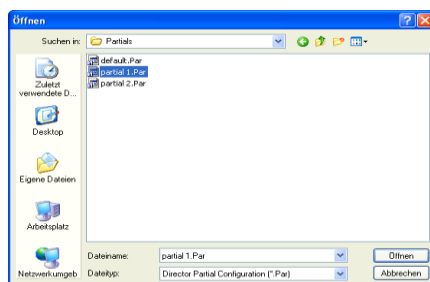 Öffnen
Suchen in: Partials
default.Par
partial 1.Par
partial 2.Par
Zuletzt
verwendete D...
Desktop
Eigene Dateien
Arbeitsplatz
Netzwerkumgeb
Dateiname: partial 1.Par Öffnen
Dateityp: Director Partial Configuration (*.Par) Abbrechen